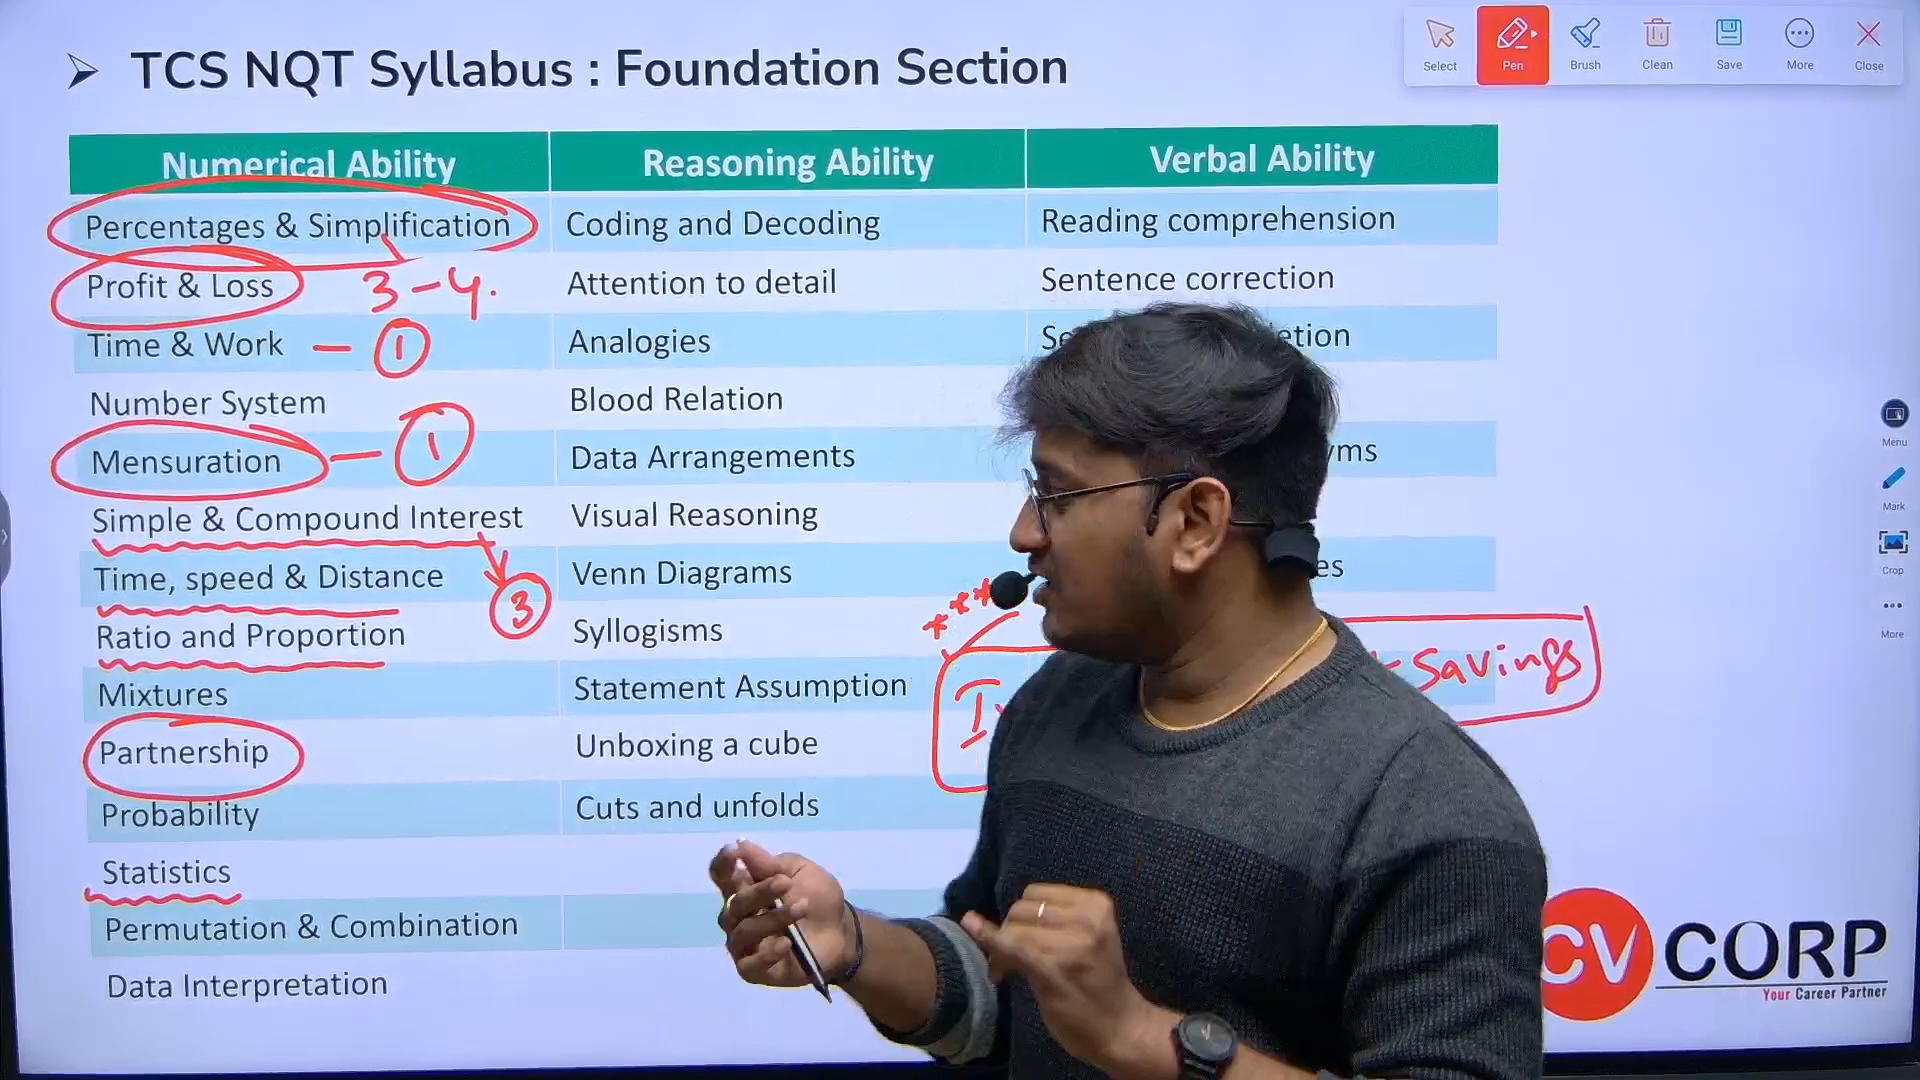 TCS NQT Syllabus : Foundation Section
Select Pen Brush Clean Save More Close
Numerical Ability Reasoning Ability Verbal Ability
Percentages & Simplification Coding and Decoding Reading comprehension
Profit & Loss 3-4. Attention to detail Sentence correction
Time & Work - 1 Analogies
Number System Blood Relation
Mensuration - 1 Data Arrangements
Simple & Compound Interest Visual Reasoning
Time, speed & Distance 3 Venn Diagrams
Ratio and Proportion Syllogisms ***
Mixtures Statement Assumption Savings
Partnership Unboxing a cube
Probability Cuts and unfolds
Statistics
Permutation & Combination
Data Interpretation
Menu
Mark
Crop
More
CV CORP
Your Career Partner